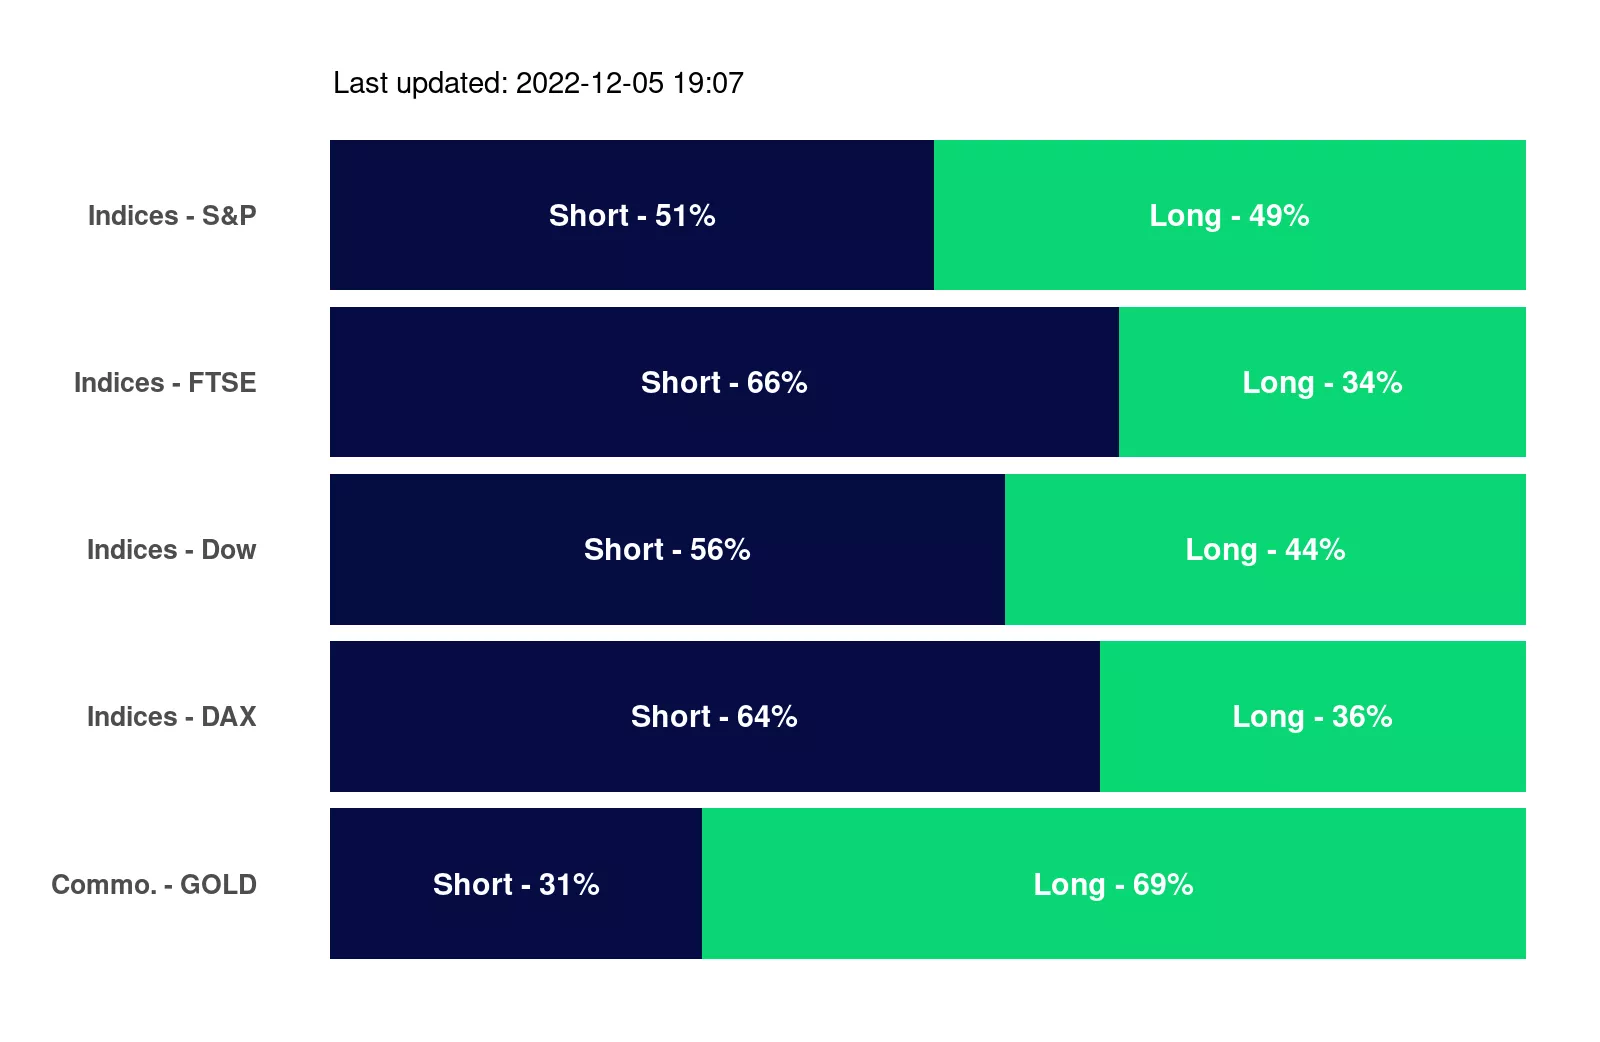 Last updated: 2022-12-05 19:07
Indices - S&P
Short - 51%
Long - 49%
Indices - FTSE
Short - 66%
Long - 34%
Indices - Dow
Short - 56%
Long - 44%
Indices - DAX
Short - 64%
Long - 36%
Commo. - GOLD
Short - 31%
Long - 69%